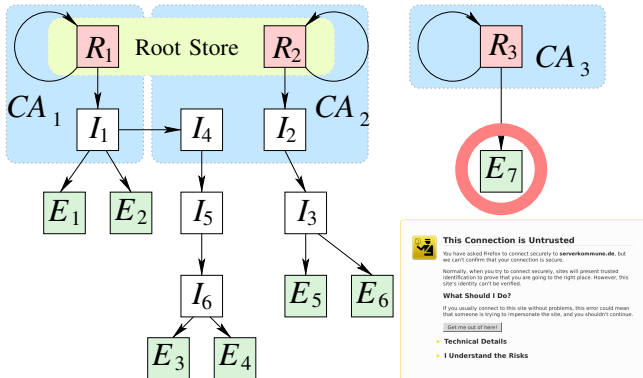 R1 Root Store R2 R3
CA 1 CA 2 CA 3
I1 I4 I2
E7
E1 E2 I5 I3
This Connection is Untrusted
You have asked Firefox to connect securely to serverkommune.de, but
we can't confirm that your connection is secure.
Normally, when you try to connect securely, sites will present trusted
identification to prove that you are going to the right place. However, this
site's identity can't be verified.
What Should I Do?
If you usually connect to this site without problems, this error could mean
that someone is trying to impersonate the site, and you shouldn't continue.
Get me out of here!
Technical Details
I Understand the Risks
I6 E5 E6
E3 E4